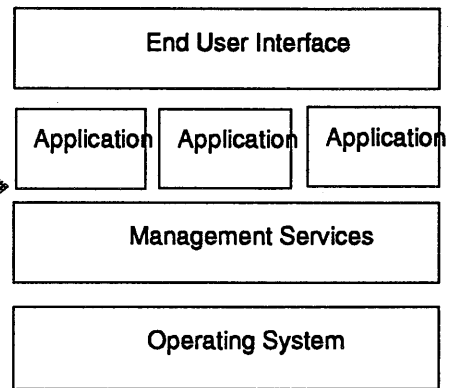 End User Interface
Application Application Application
Management Services
Operating System